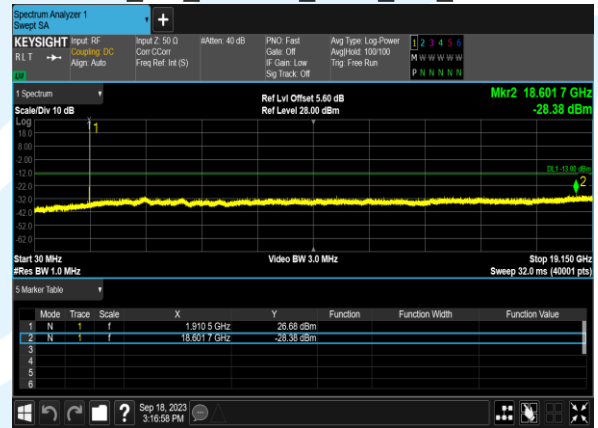 Spectrum Analyzer 1
Swept SA
KEYSIGHT Input: RF Input Z: 50 Ω #Atten: 40 dB PNO: Fast Avg Type: Log-Power 1 2 3 4 5 6
RLT Coupling: DC Corr CCorr Gate: Off Avg|Hold: 100/100 M W W W W W
Align: Auto Freq Ref: Int (S) IF Gain: Low Trig: Free Run
Sig Track: Off P N N N N N
1 Spectrum Ref Lvl Offset 5.60 dB Mkr2 18.601 7 GHz
Scale/Div 10 dB Ref Level 28.00 dBm -28.38 dBm
Log
18.0 1
8.00
-2.00
-12.0 DL1 -13.00 dBm
-22.0 2
-32.0
-42.0
-52.0
-62.0
Start 30 MHz Video BW 3.0 MHz Stop 19.150 GHz
#Res BW 1.0 MHz Sweep 32.0 ms (40001 pts)
5 Marker Table
Mode Trace Scale X Y Function Function Width Function Value
1 N 1 f 1.910 5 GHz 26.68 dBm
2 N 1 f 18.601 7 GHz -28.38 dBm
3
4
5
6
? Sep 18, 2023
3:16:58 PM